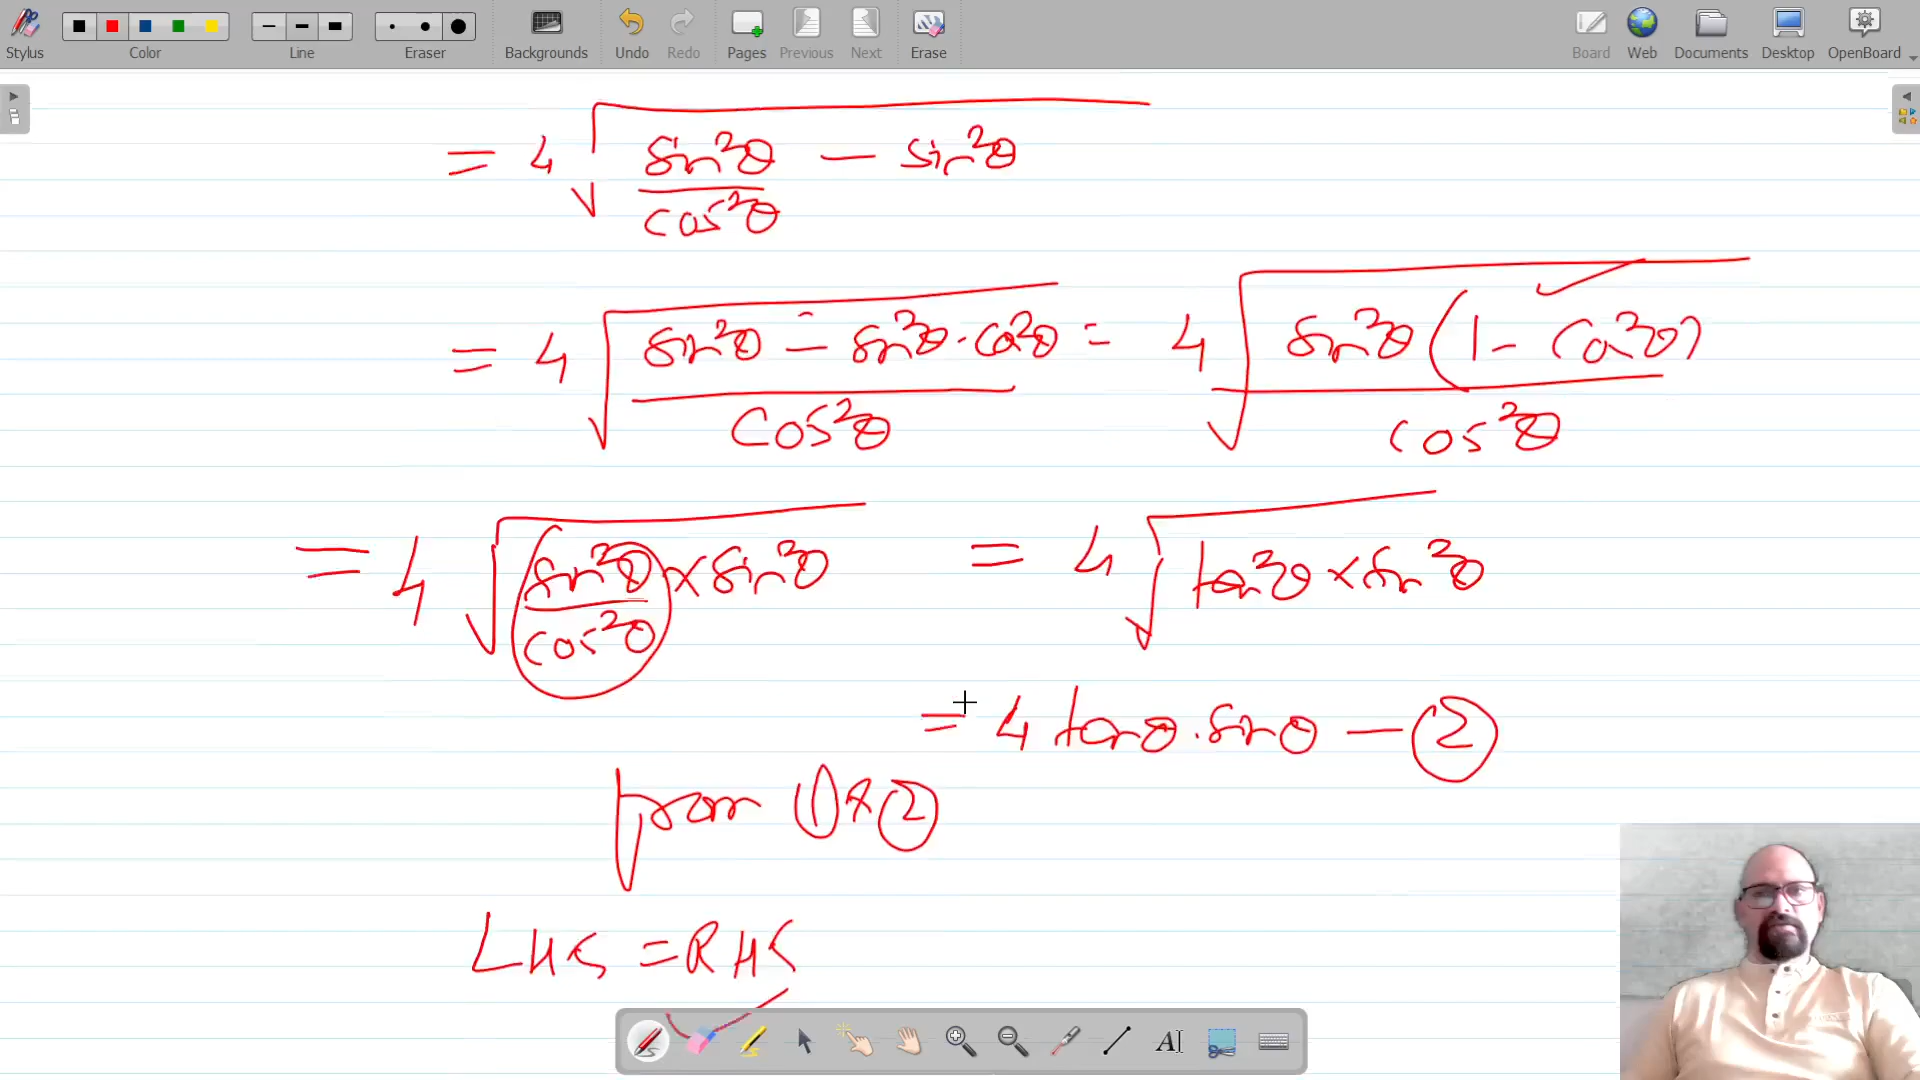 Stylus Color Line Eraser Backgrounds Undo Redo Pages Previous Next Erase Board Web Documents Desktop OpenBoard
= 4 √(sin²θ/cos²θ — sin²θ)
= 4 √((sin²θ — sin²θ·cos²θ)/cos²θ) = 4 √(sin²θ (1 - cos²θ)/cos²θ)
= 4 √(sin²θ/cos²θ × sin²θ) = 4 √(tan²θ × sin²θ)
= 4 tanθ . sinθ — ②
from ① & ②
LHS = RHS